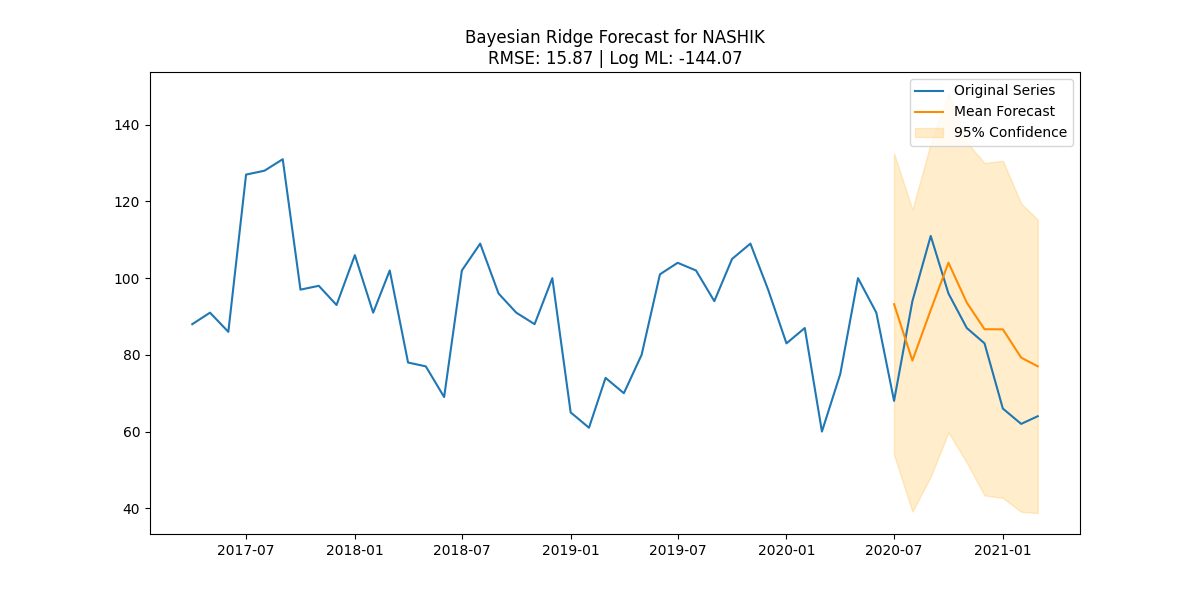 Bayesian Ridge Forecast for NASHIK
RMSE: 15.87 | Log ML: -144.07
Original Series
Mean Forecast
95% Confidence
140
120
100
80
60
40
2017-07
2018-01
2018-07
2019-01
2019-07
2020-01
2020-07
2021-01